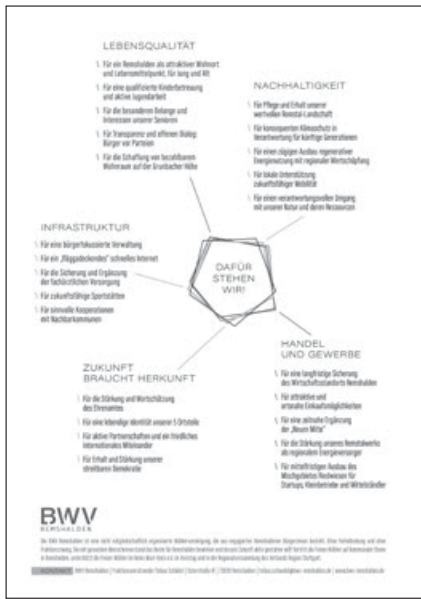 LEBENSQUALITÄT
\ Für ein Remshalden als attraktiver Wohnort
und Lebensmittelpunkt, für Jung und Alt
\ Für eine qualifizierte Kinderbetreuung
und aktive Jugendarbeit
\ Für die besonderen Belange und
Interessen unserer Senioren
\ Für Transparenz und offenen Dialog:
Bürger vor Parteien
\ Für die Schaffung von bezahlbarem
Wohnraum auf der Grunbacher Höhe
NACHHALTIGKEIT
\ Für Pflege und Erhalt unserer
wertvollen Remstal-Landschaft
\ Für konsequenten Klimaschutz in
Verantwortung für künftige Generationen
\ Für einen zügigen Ausbau regenerativer
Energienutzung mit regionaler Wertschöpfung
\ Für lokale Unterstützung
zukunftsfähiger Mobilität
\ Für einen verantwortungsvollen Umgang
mit unserer Natur und deren Ressourcen
INFRASTRUKTUR
\ Für eine bürgerfokussierte Verwaltung
\ Für ein „fläggadeckendes“ schnelles Internet
\ Für die Sicherung und Ergänzung
der fachärztlichen Versorgung
\ Für zukunftsfähige Sportstätten
\ Für sinnvolle Kooperationen
mit Nachbarkommunen
DAFÜR
STEHEN
WIR!
HANDEL
UND GEWERBE
\ Für eine langfristige Sicherung
des Wirtschaftsstandorts Remshalden
\ Für attraktive und
ortsnahe Einkaufsmöglichkeiten
\ Für eine zeitnahe Ergänzung
der „Neuen Mitte“
\ Für die Stärkung unseres Remstalwerks
als regionalem Energieversorger
\ Für mittelfristigen Ausbau des
Mischgebietes Restwiesen für
Startups, Kleinbetriebe und Mittelständler
ZUKUNFT
BRAUCHT HERKUNFT
\ Für die Stärkung und Wertschätzung
des Ehrenamtes
\ Für eine lebendige Identität unserer 5 Ortsteile
\ Für aktive Partnerschaften und ein friedliches
internationales Miteinander
\ Für Erhalt und Stärkung unserer
streitbaren Demokratie
BWV
REMSHALDEN